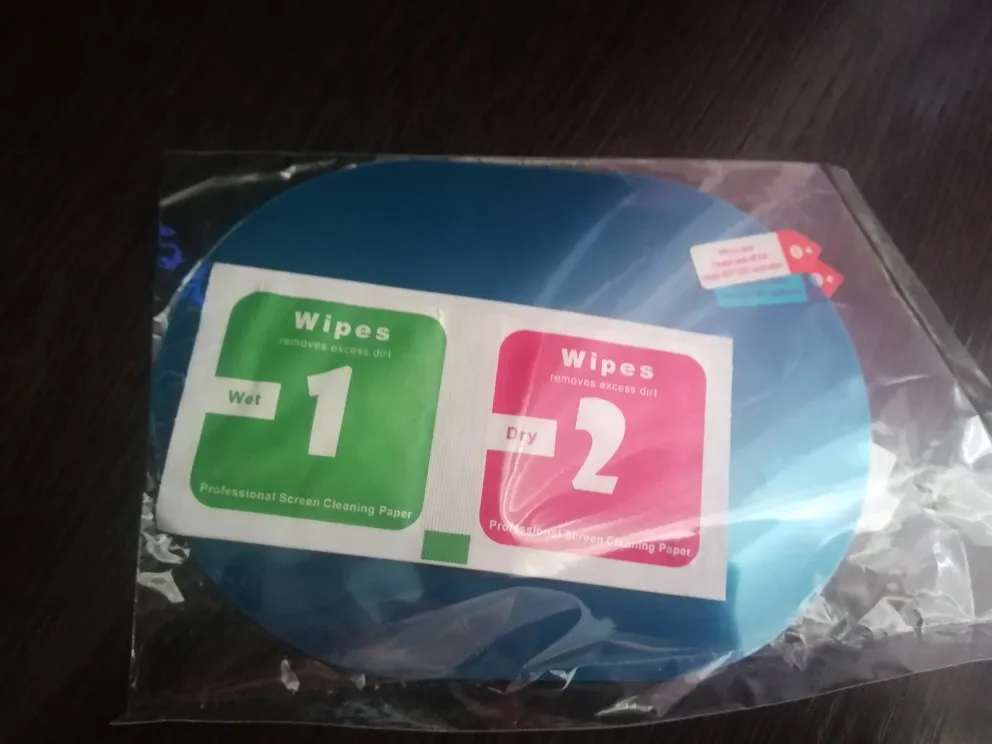 Wipes
removes excess dirt
Wet
1
Professional Screen Cleaning Paper
Wipes
removes excess dirt
Dry
2
Professional Screen Cleaning Paper